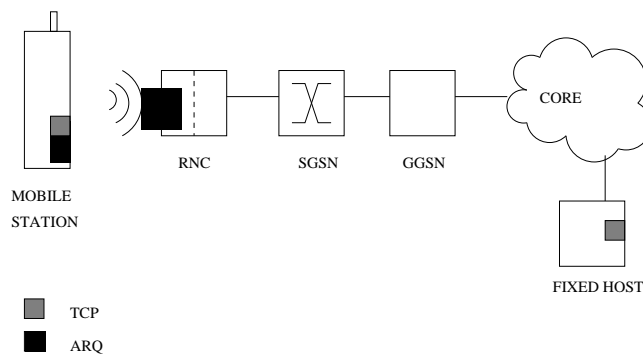 CORE
RNC
SGSN
GGSN
MOBILE
STATION
FIXED HOST
TCP
ARQ